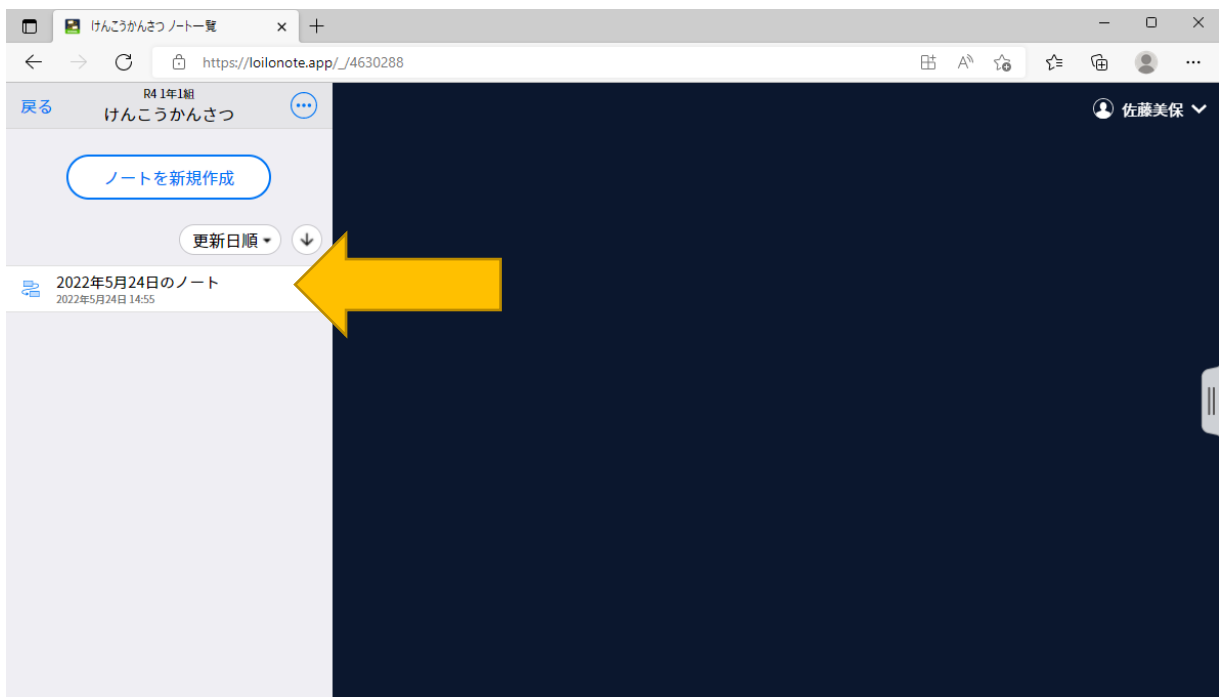 けんこうかんさつ ノート一覧
https://loilonote.app/_/4630288
戻る
R4 1年1組
けんこうかんさつ
佐藤美保
ノートを新規作成
更新日順
2022年5月24日のノート
2022年5月24日 14:55